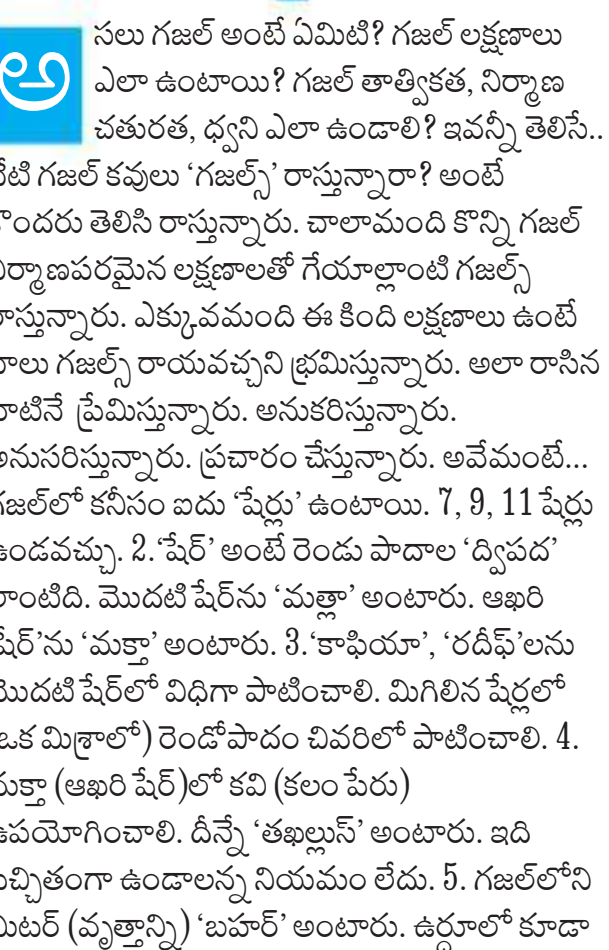 అసలు గజల్ అంటే ఏమిటి? గజల్ లక్షణాలు
ఎలా ఉంటాయి? గజల్ తాత్వికత, నిర్మాణ
చతురత, ధ్వని ఎలా ఉండాలి? ఇవన్నీ తెలిసే..
నేటి గజల్ కవులు ‘గజల్స్’ రాస్తున్నారా? అంటే
కొందరు తెలిసి రాస్తున్నారు. చాలామంది కొన్ని గజల్
నిర్మాణపరమైన లక్షణాలతో గేయాల్లాంటి గజల్స్
రాస్తున్నారు. ఎక్కువమంది ఈ కింది లక్షణాలు ఉంటే
చాలు గజల్స్ రాయవచ్చని భ్రమిస్తున్నారు. అలా రాసిన
వాటినే ప్రేమిస్తున్నారు. అనుకరిస్తున్నారు.
అనుసరిస్తున్నారు. ప్రచారం చేస్తున్నారు. అవేమంటే...
గజల్‌లో కనీసం ఐదు ‘షేర్లు’ ఉంటాయి. 7, 9, 11 షేర్లు
ఉండవచ్చు. 2.‘షేర్’ అంటే రెండు పాదాల ‘ద్విపద’
లాంటిది. మొదటి షేర్‌ను ‘మత్లా’ అంటారు. ఆఖరి
షేర్’ను ‘మక్తా’ అంటారు. 3.‘కాఫియా’, ‘రదీఫ్’లను
మొదటి షేర్‌లో విధిగా పాటించాలి. మిగిలిన షేర్లలో
(ఒక మిశ్రాలో) రెండోపాదం చివరిలో పాటించాలి. 4.
మక్తా (ఆఖరి షేర్)లో కవి (కలం పేరు)
ఉపయోగించాలి. దీన్నే ‘తఖల్లుస్’ అంటారు. ఇది
ఖచ్చితంగా ఉండాలన్న నియమం లేదు. 5. గజల్‌లోని
మీటర్ (వృత్తాన్ని) ‘బహర్’ అంటారు. ఉర్దూలో కూడా